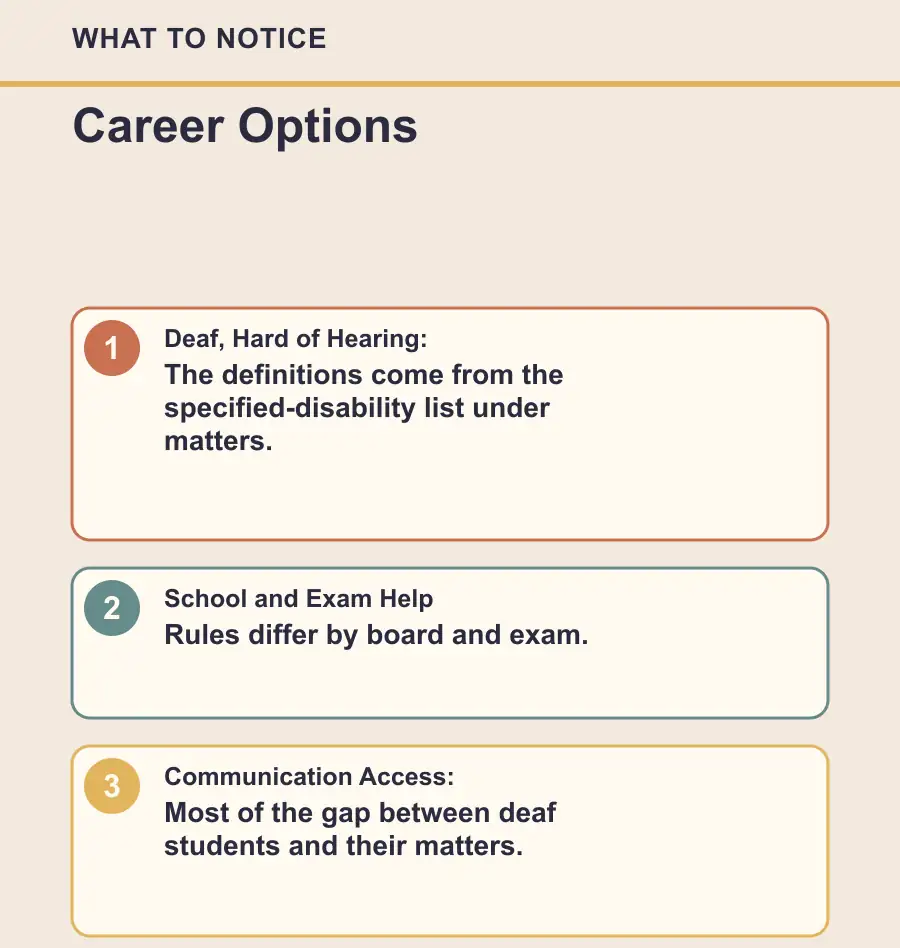 WHAT TO NOTICE
Career Options
1
Deaf, Hard of Hearing:
The definitions come from the
specified-disability list under
matters.
2
School and Exam Help
Rules differ by board and exam.
3
Communication Access:
Most of the gap between deaf
students and their matters.